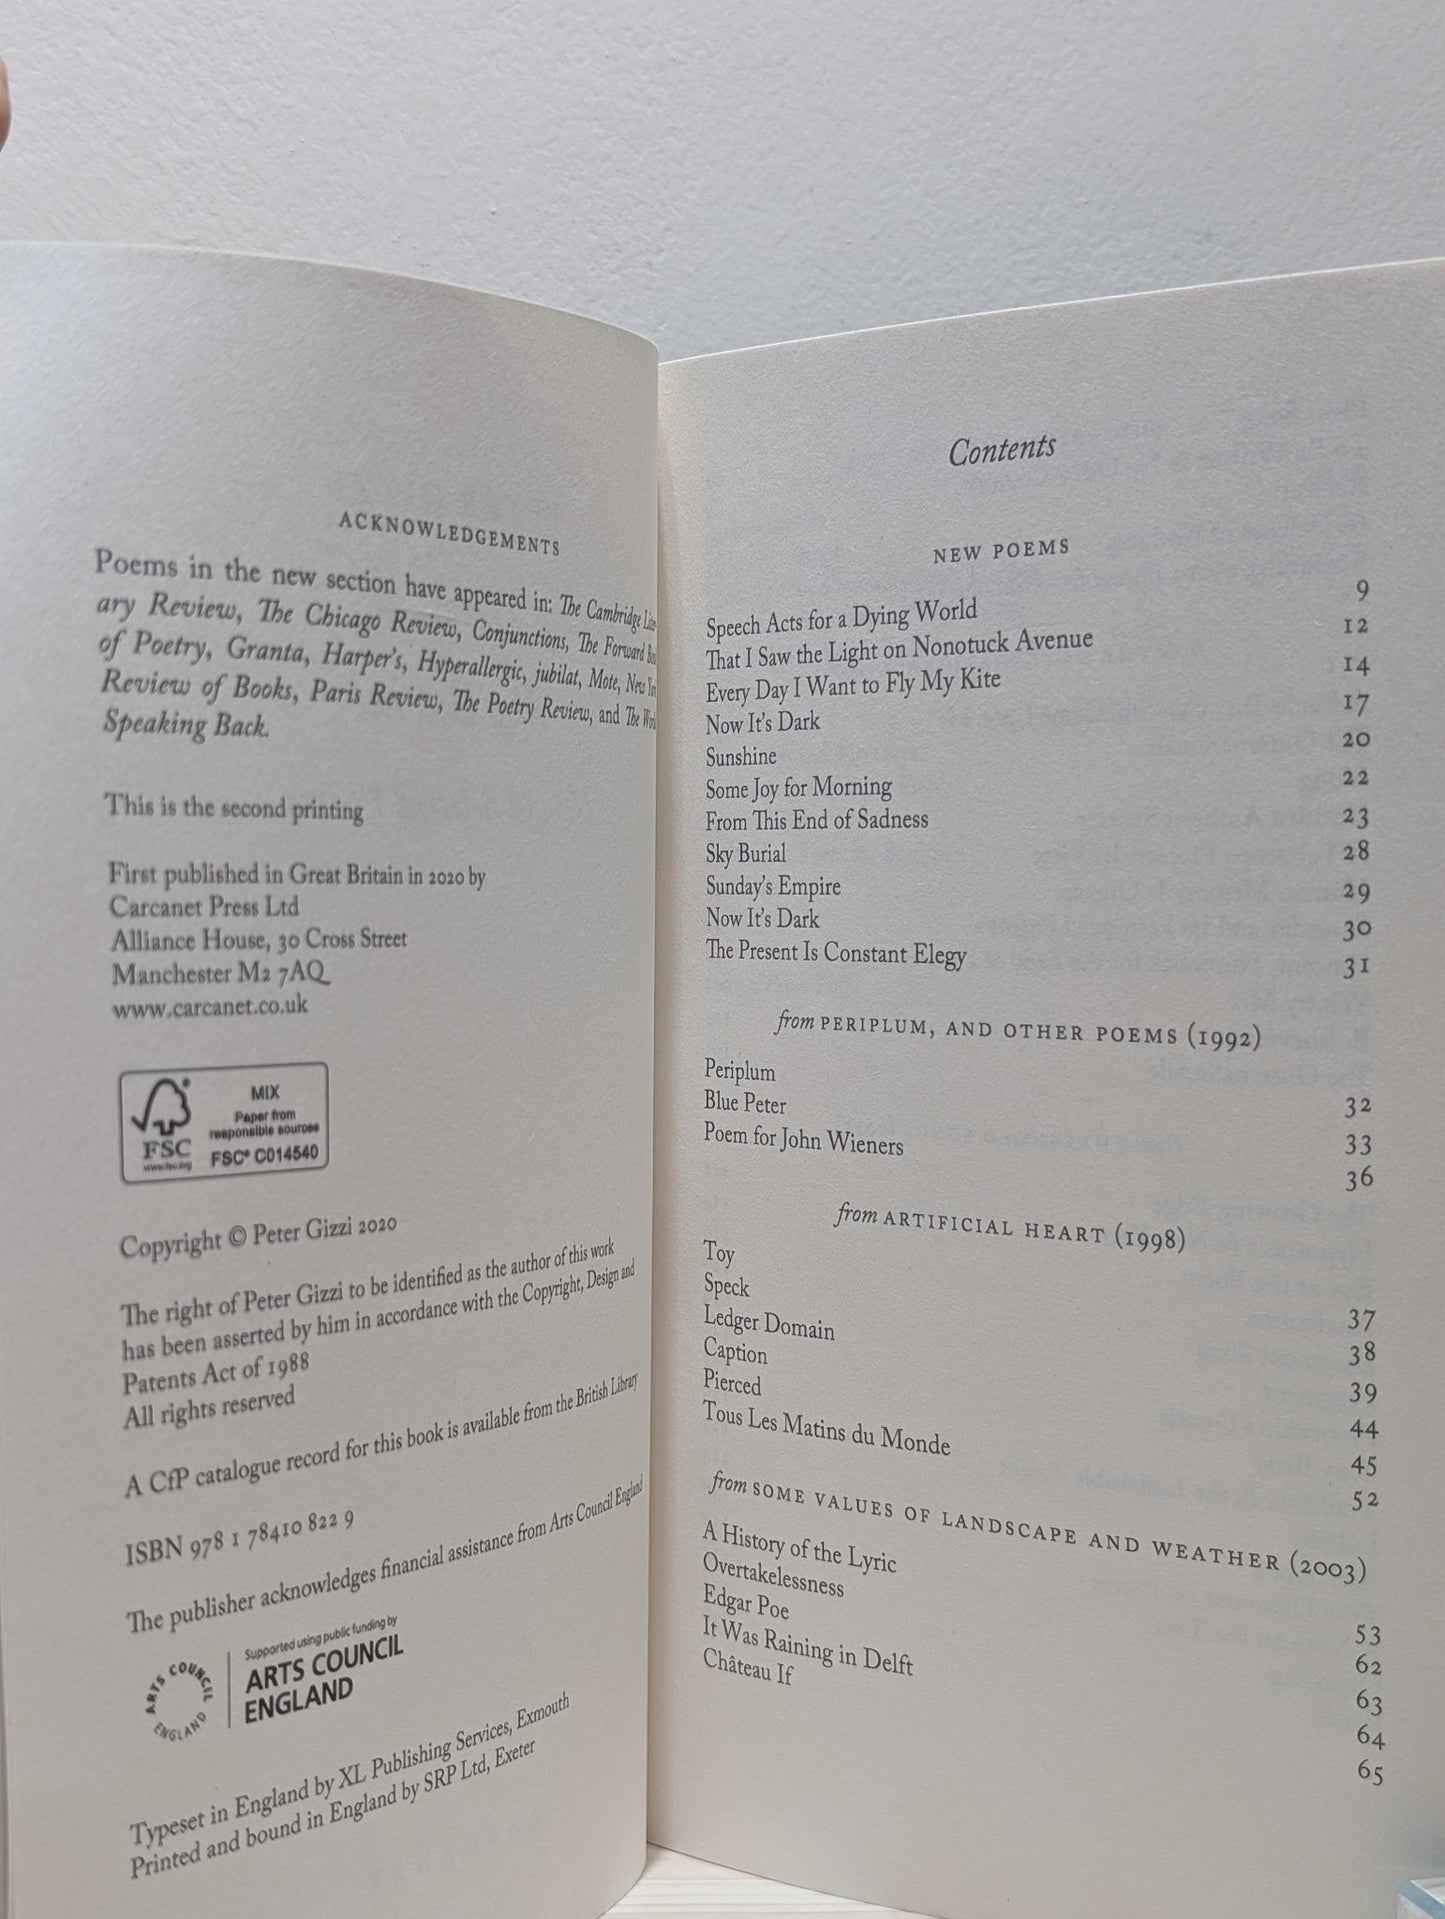 ACKNOWLEDGEMENTS
Poems in the new section have appeared in: The Cambridge Liter-
ary Review, The Chicago Review, Conjunctions, The Forward
of Poetry, Granta, Harper's, Hyperallergic, jubilat, Mote, New
Review of Books, Paris Review, The Poetry Review, and The
Speaking Back.
This is the second printing
First published in Great Britain in 2020 by
Carcanet Press Ltd
Alliance House, 30 Cross Street
Manchester M2 7AQ
www.carcanet.co.uk
FSC
www.fsc.org
MIX
Paper from
responsible sources
FSC® C014540
Copyright © Peter Gizzi 2020
The right of Peter Gizzi to be identified as the author of this work
has been asserted by him in accordance with the Copyright, Design and
Patents Act of 1988
All rights reserved
A CfP catalogue record for this book is available from the British Library
ISBN 978 1 78410 822 9
The publisher acknowledges financial assistance from Arts Council England
ARTS COUNCIL
ENGLAND
Supported using public funding by
ARTS COUNCIL
ENGLAND
Typeset in England by XL Publishing Services, Exmouth
Printed and bound in England by SRP Ltd, Exeter
Contents
NEW POEMS
Speech Acts for a Dying World 9
That I Saw the Light on Nonotuck Avenue 12
Every Day I Want to Fly My Kite 14
Now It's Dark 17
Sunshine 20
Some Joy for Morning 22
From This End of Sadness 23
Sky Burial 28
Sunday's Empire 29
Now It's Dark 30
The Present Is Constant Elegy 31
from PERIPLUM, AND OTHER POEMS (1992)
Periplum 32
Blue Peter 33
Poem for John Wieners 36
from ARTIFICIAL HEART (1998)
Toy 37
Speck 38
Ledger Domain 39
Caption 44
Pierced 45
Tous Les Matins du Monde 52
from SOME VALUES OF LANDSCAPE AND WEATHER (2003)
A History of the Lyric 53
Overtakelessness 62
Edgar Poe 63
It Was Raining in Delft 64
Château If 65